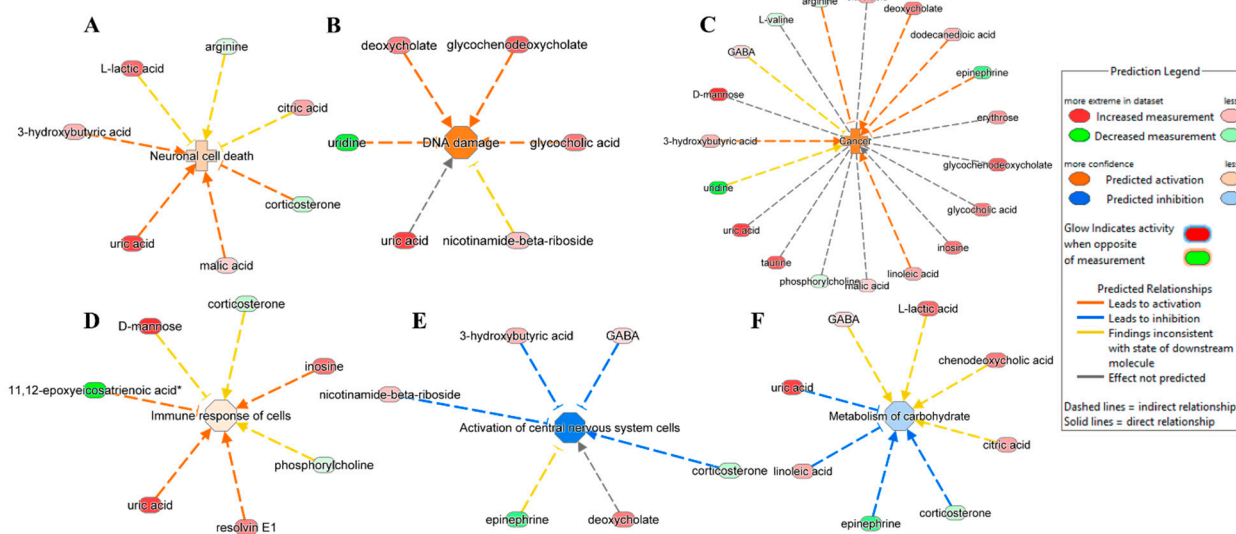 A
arginine
L-lactic acid
citric acid
3-hydroxybutyric acid
Neuronal cell death
corticosterone
uric acid
malic acid
B
deoxycholate
glycochenodeoxycholate
uridine
DNA damage
glycocholic acid
uric acid
nicotinamide-beta-riboside
C
arginine
deoxycholate
L-valine
dodecanedioic acid
GABA
epinephrine
D-mannose
erythrose
3-hydroxybutyric acid
Cancer
glycochenodeoxycholate
uridine
glycocholic acid
uric acid
inosine
taurine
linoleic acid
phosphorylcholine
malic acid
D
corticosterone
D-mannose
inosine
11,12-epoxyeicosatrienoic acid*
Immune response of cells
phosphorylcholine
uric acid
resolvin E1
E
3-hydroxybutyric acid
GABA
nicotinamide-beta-riboside
Activation of central nervous system cells
corticosterone
epinephrine
deoxycholate
F
L-lactic acid
GABA
chenodeoxycholic acid
uric acid
Metabolism of carbohydrate
citric acid
linoleic acid
epinephrine
corticosterone
Prediction Legend
more extreme in dataset
less
Increased measurement
Decreased measurement
more confidence
less
Predicted activation
Predicted inhibition
Glow Indicates activity
when opposite
of measurement
Predicted Relationships
Leads to activation
Leads to inhibition
Findings inconsistent
with state of downstream
molecule
Effect not predicted
Dashed lines = indirect relationship
Solid lines = direct relationship